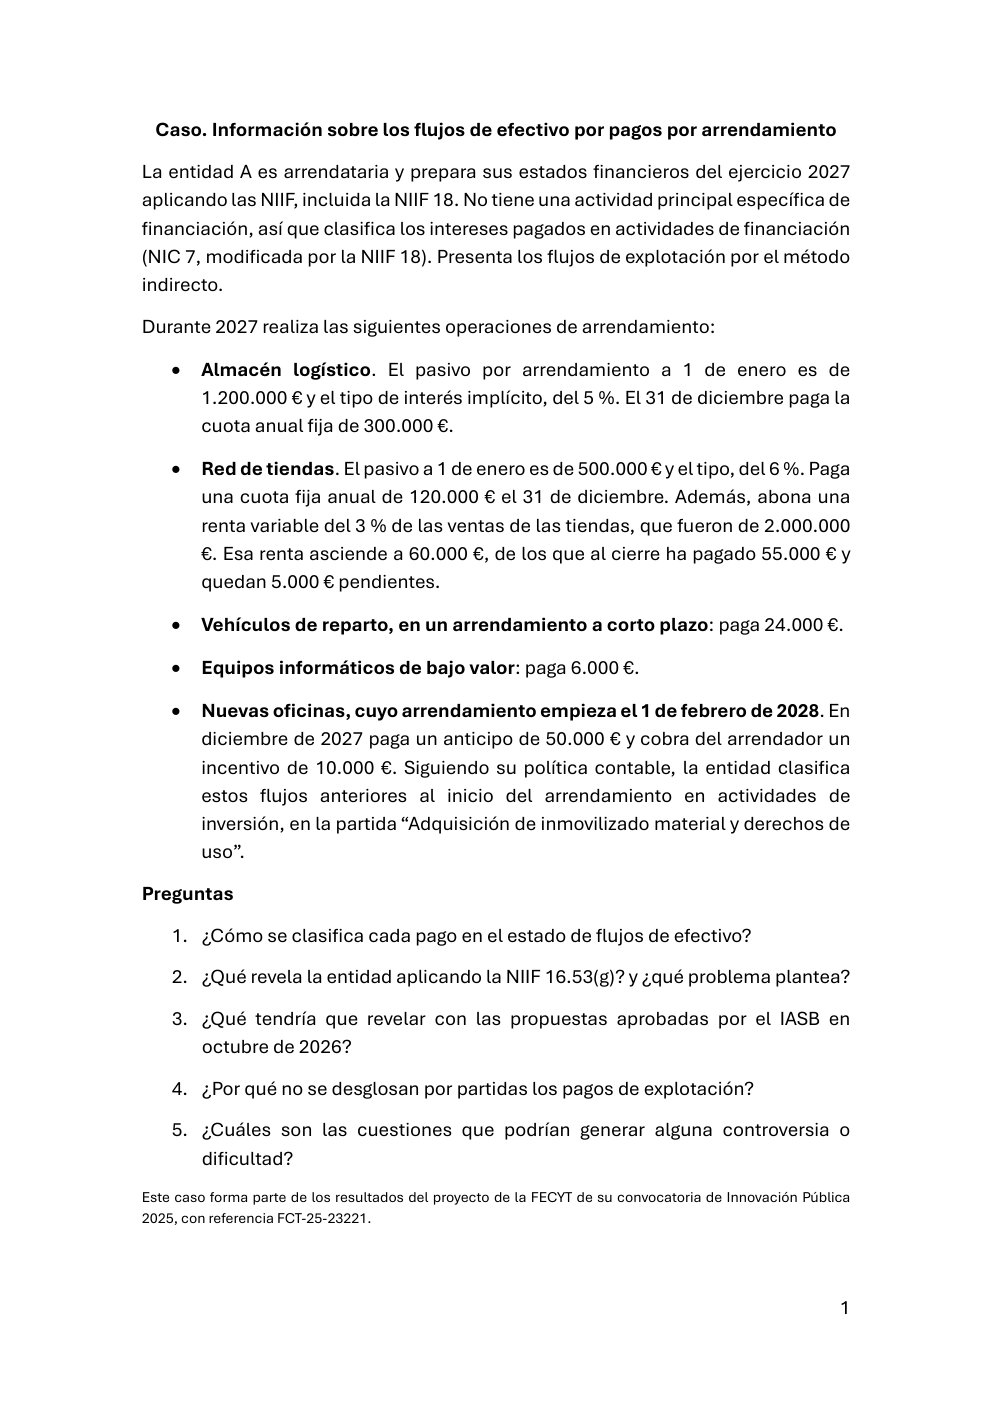 Caso. Información sobre los flujos de efectivo por pagos por arrendamiento
La entidad A es arrendataria y prepara sus estados financieros del ejercicio 2027
aplicando las NIIF, incluida la NIIF 18. No tiene una actividad principal específica de
financiación, así que clasifica los intereses pagados en actividades de financiación
(NIC 7, modificada por la NIIF 18). Presenta los flujos de explotación por el método
indirecto.
Durante 2027 realiza las siguientes operaciones de arrendamiento:
• Almacén logístico. El pasivo por arrendamiento a 1 de enero es de
1.200.000 € y el tipo de interés implícito, del 5 %. El 31 de diciembre paga la
cuota anual fija de 300.000 €.
• Red de tiendas. El pasivo a 1 de enero es de 500.000 € y el tipo, del 6 %. Paga
una cuota fija anual de 120.000 € el 31 de diciembre. Además, abona una
renta variable del 3 % de las ventas de las tiendas, que fueron de 2.000.000
€. Esa renta asciende a 60.000 €, de los que al cierre ha pagado 55.000 € y
quedan 5.000 € pendientes.
• Vehículos de reparto, en un arrendamiento a corto plazo: paga 24.000 €.
• Equipos informáticos de bajo valor: paga 6.000 €.
• Nuevas oficinas, cuyo arrendamiento empieza el 1 de febrero de 2028. En
diciembre de 2027 paga un anticipo de 50.000 € y cobra del arrendador un
incentivo de 10.000 €. Siguiendo su política contable, la entidad clasifica
estos flujos anteriores al inicio del arrendamiento en actividades de
inversión, en la partida “Adquisición de inmovilizado material y derechos de
uso”.
Preguntas
1. ¿Cómo se clasifica cada pago en el estado de flujos de efectivo?
2. ¿Qué revela la entidad aplicando la NIIF 16.53(g)? y ¿qué problema plantea?
3. ¿Qué tendría que revelar con las propuestas aprobadas por el IASB en
octubre de 2026?
4. ¿Por qué no se desglosan por partidas los pagos de explotación?
5. ¿Cuáles son las cuestiones que podrían generar alguna controversia o
dificultad?
Este caso forma parte de los resultados del proyecto de la FECYT de su convocatoria de Innovación Pública
2025, con referencia FCT-25-23221.
1